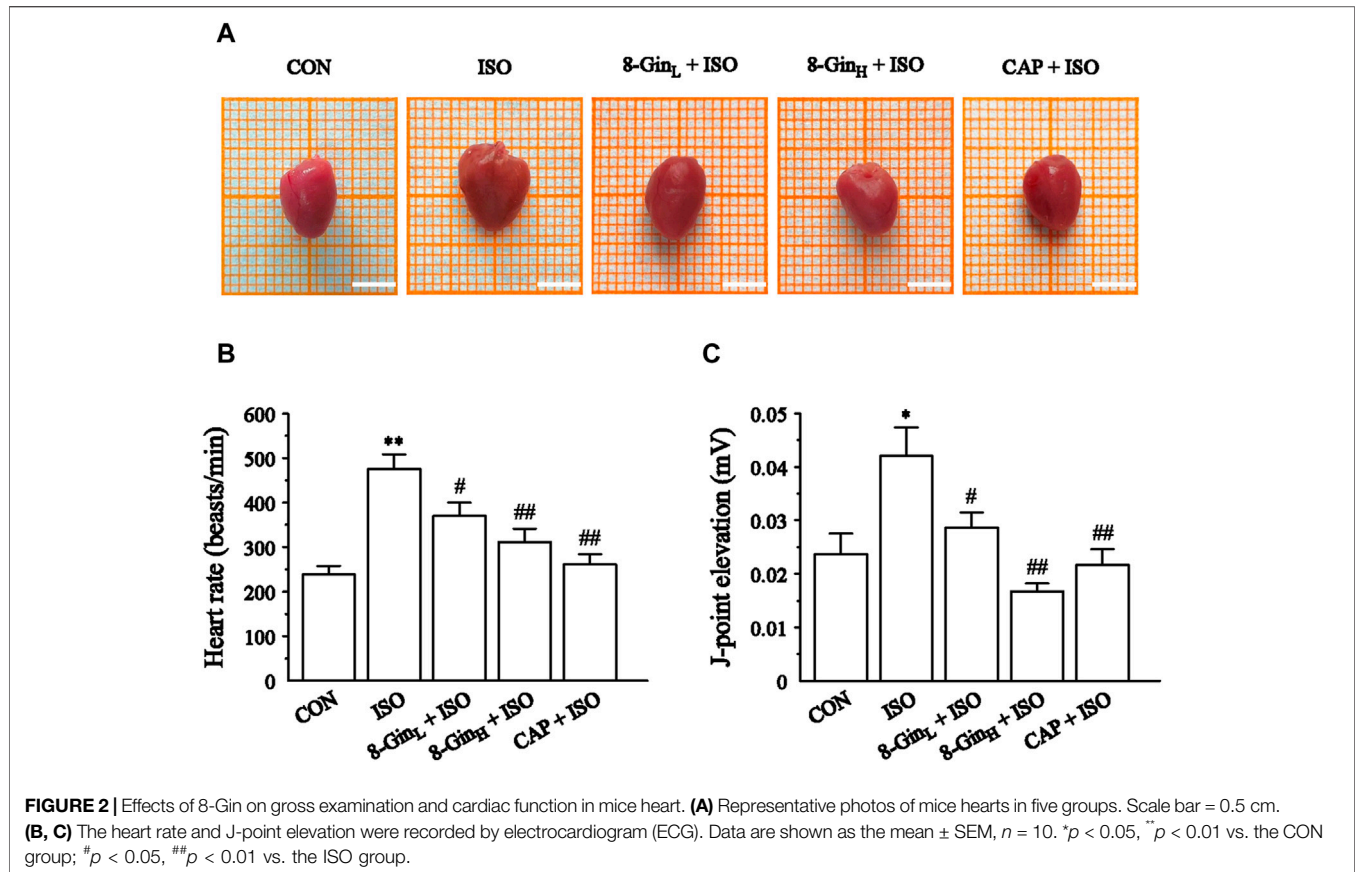 A
CON ISO 8-GinL + ISO 8-GinH + ISO CAP + ISO
B
Heart rate (beasts/min)
600
500
400
300
200
100
0
**
#
##
##
CON ISO 8-GinL + ISO 8-GinH + ISO CAP + ISO
C
J-point elevation (mV)
0.05
0.04
0.03
0.02
0.01
0
*
#
##
##
CON ISO 8-GinL + ISO 8-GinH + ISO CAP + ISO
FIGURE 2 | Effects of 8-Gin on gross examination and cardiac function in mice heart. (A) Representative photos of mice hearts in five groups. Scale bar = 0.5 cm.
(B, C) The heart rate and J-point elevation were recorded by electrocardiogram (ECG). Data are shown as the mean ± SEM, n = 10. *p < 0.05, **p < 0.01 vs. the CON
group; #p < 0.05, ##p < 0.01 vs. the ISO group.